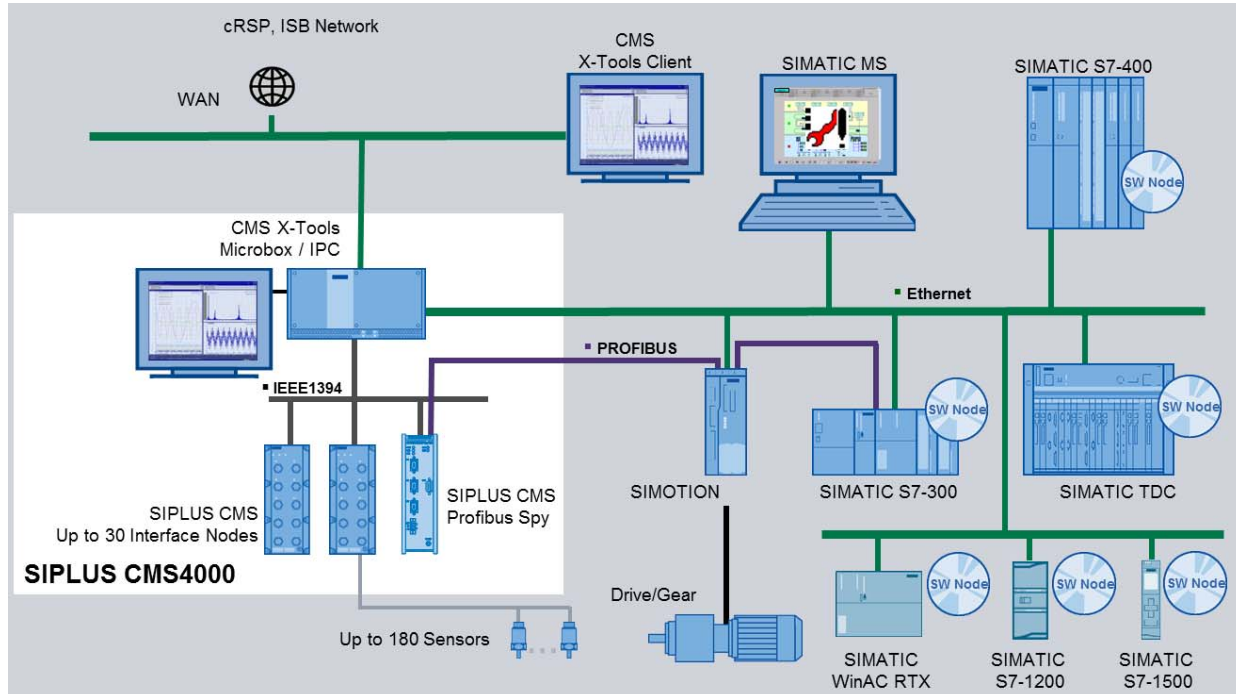 cRSP, ISB Network
WAN
CMS
X-Tools Client
SIMATIC MS
SIMATIC S7-400
SW Node
CMS X-Tools
Microbox / IPC
Ethernet
PROFIBUS
IEEE1394
SW Node
SW Node
SIPLUS CMS
Up to 30 Interface Nodes
SIPLUS CMS
Profibus Spy
SIMOTION
SIMATIC S7-300
SIMATIC TDC
SIPLUS CMS4000
SW Node
SW Node
SW Node
Drive/Gear
Up to 180 Sensors
SIMATIC
WinAC RTX
SIMATIC
S7-1200
SIMATIC
S7-1500